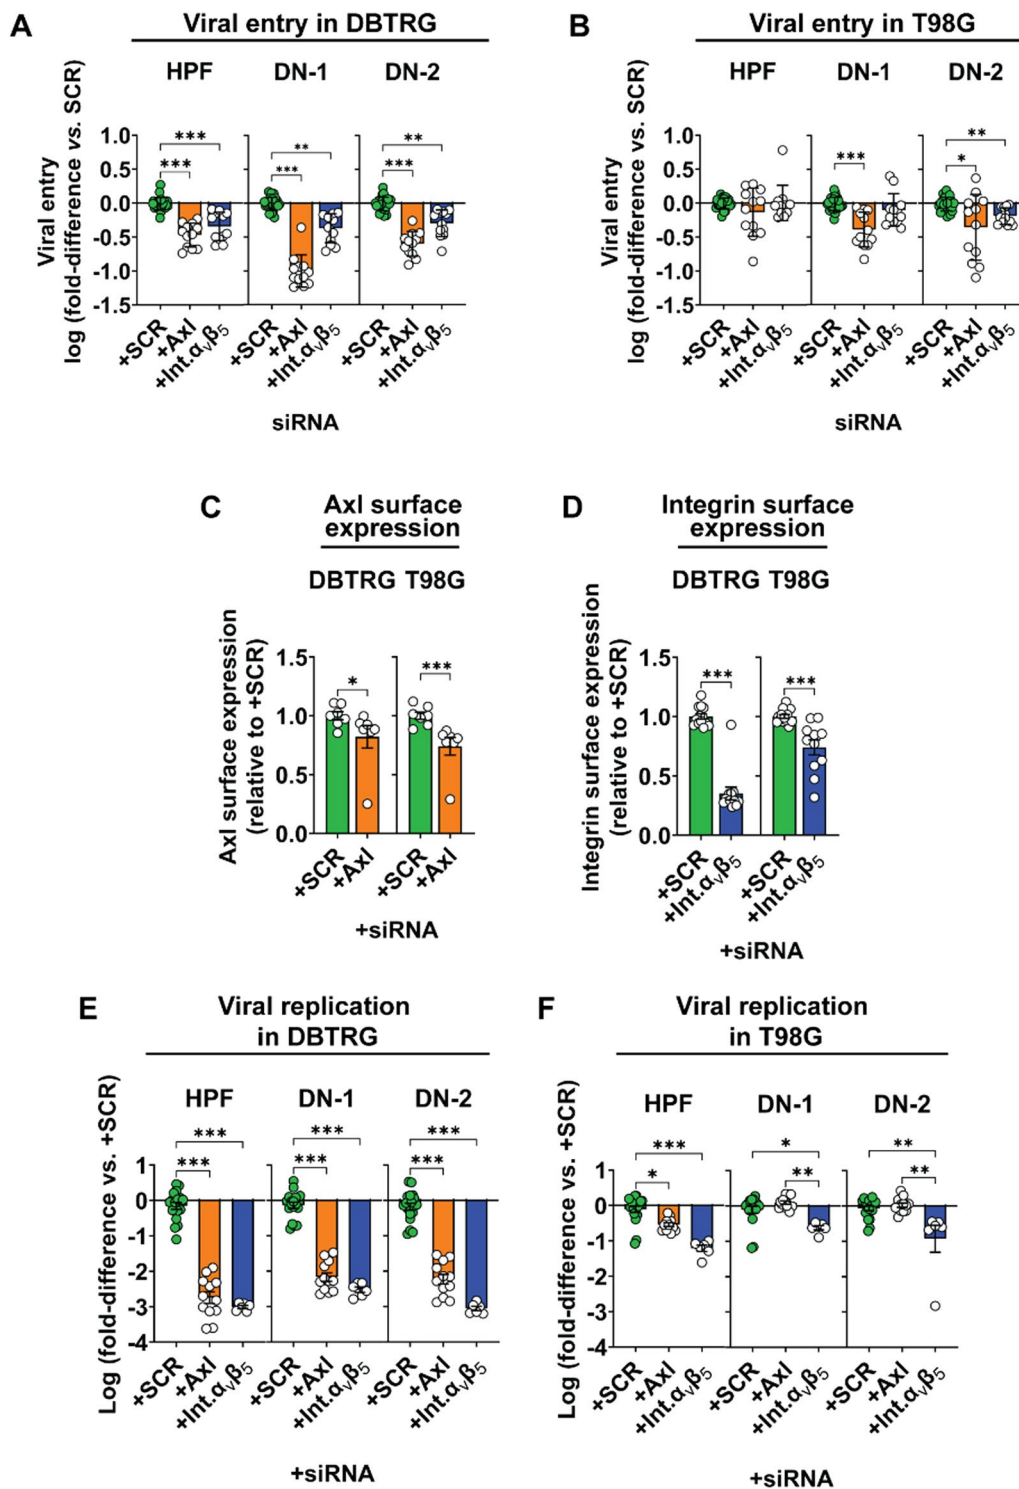 A
Viral entry in DBTRG
HPF
DN-1
DN-2
Viral entry
log (fold-difference vs. SCR)
1.0
0.5
0.0
-0.5
-1.0
-1.5
***
***
**
***
**
***
+SCR
+Axl
+Int.αvβ5
+SCR
+Axl
+Int.αvβ5
+SCR
+Axl
+Int.αvβ5
siRNA
B
Viral entry in T98G
HPF
DN-1
DN-2
Viral entry
log (fold-difference vs. SCR)
1.0
0.5
0.0
-0.5
-1.0
-1.5
***
**
*
+SCR
+Axl
+Int.αvβ5
+SCR
+Axl
+Int.αvβ5
+SCR
+Axl
+Int.αvβ5
siRNA
C
Axl surface
expression
DBTRG T98G
Axl surface expression
(relative to +SCR)
1.5
1.0
0.5
0.0
*
***
+SCR
+Axl
+SCR
+Axl
+siRNA
D
Integrin surface
expression
DBTRG T98G
Integrin surface expression
(relative to +SCR)
1.5
1.0
0.5
0.0
***
***
+SCR
+Int.αvβ5
+SCR
+Int.αvβ5
+siRNA
E
Viral replication
in DBTRG
HPF
DN-1
DN-2
Log (fold-difference vs. +SCR)
1
0
-1
-2
-3
-4
***
***
***
***
***
***
+SCR
+Axl
+Int.αvβ5
+SCR
+Axl
+Int.αvβ5
+SCR
+Axl
+Int.αvβ5
+siRNA
F
Viral replication
in T98G
HPF
DN-1
DN-2
Log (fold-difference vs. +SCR)
1
0
-1
-2
-3
-4
***
*
*
**
**
**
+SCR
+Axl
+Int.αvβ5
+SCR
+Axl
+Int.αvβ5
+SCR
+Axl
+Int.αvβ5
+siRNA